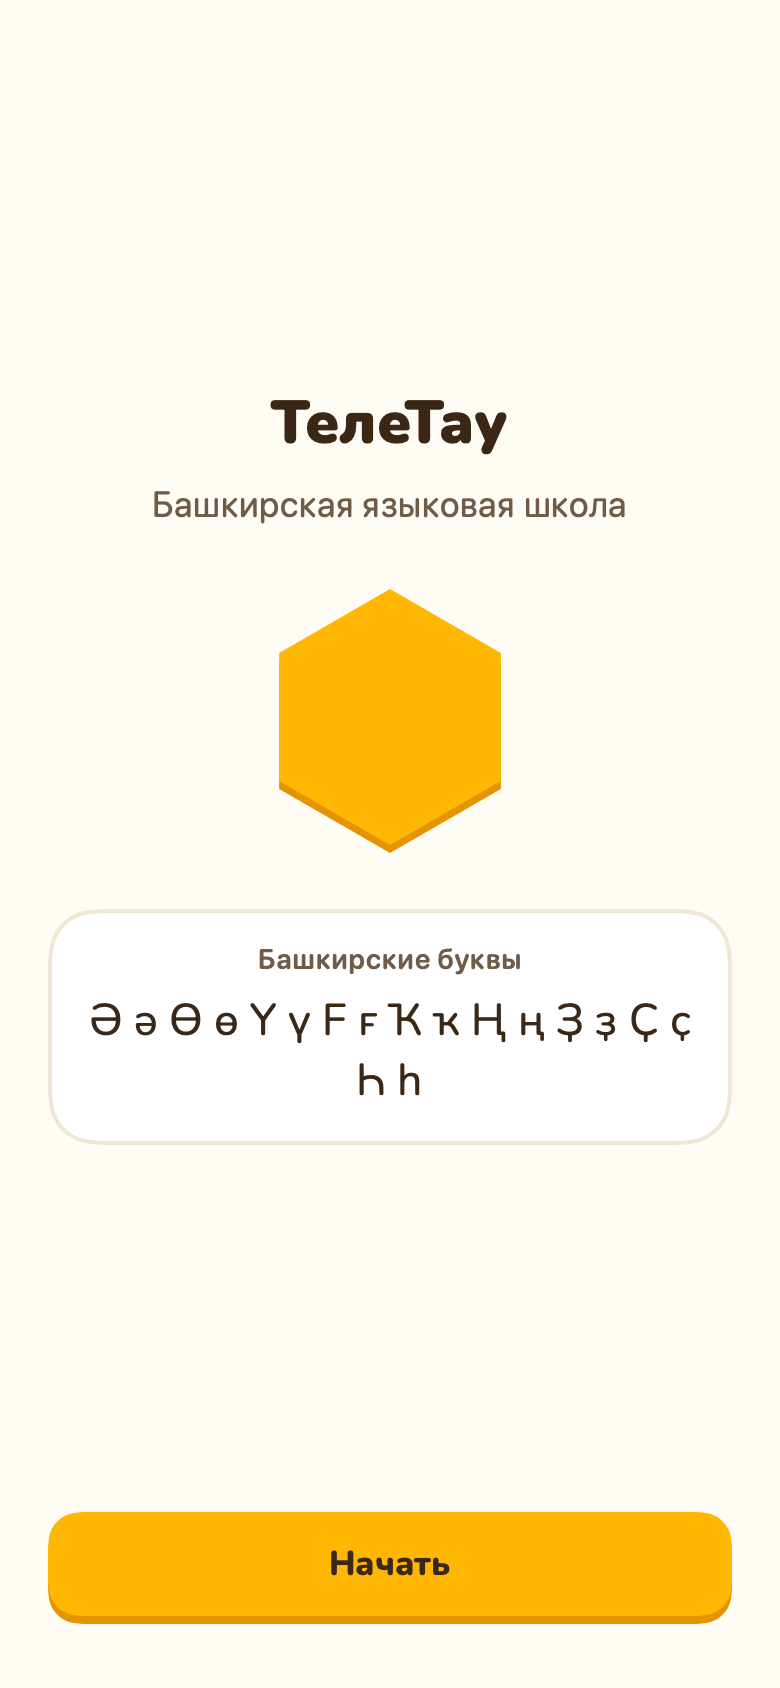 ТелеТау
Башкирская языковая школа
Башкирские буквы
Ә ә Ө ө Ү ү Ғ ғ Ҡ ҡ Ң ң Ҙ ҙ Ҫ ҫ
Һ һ
Начать